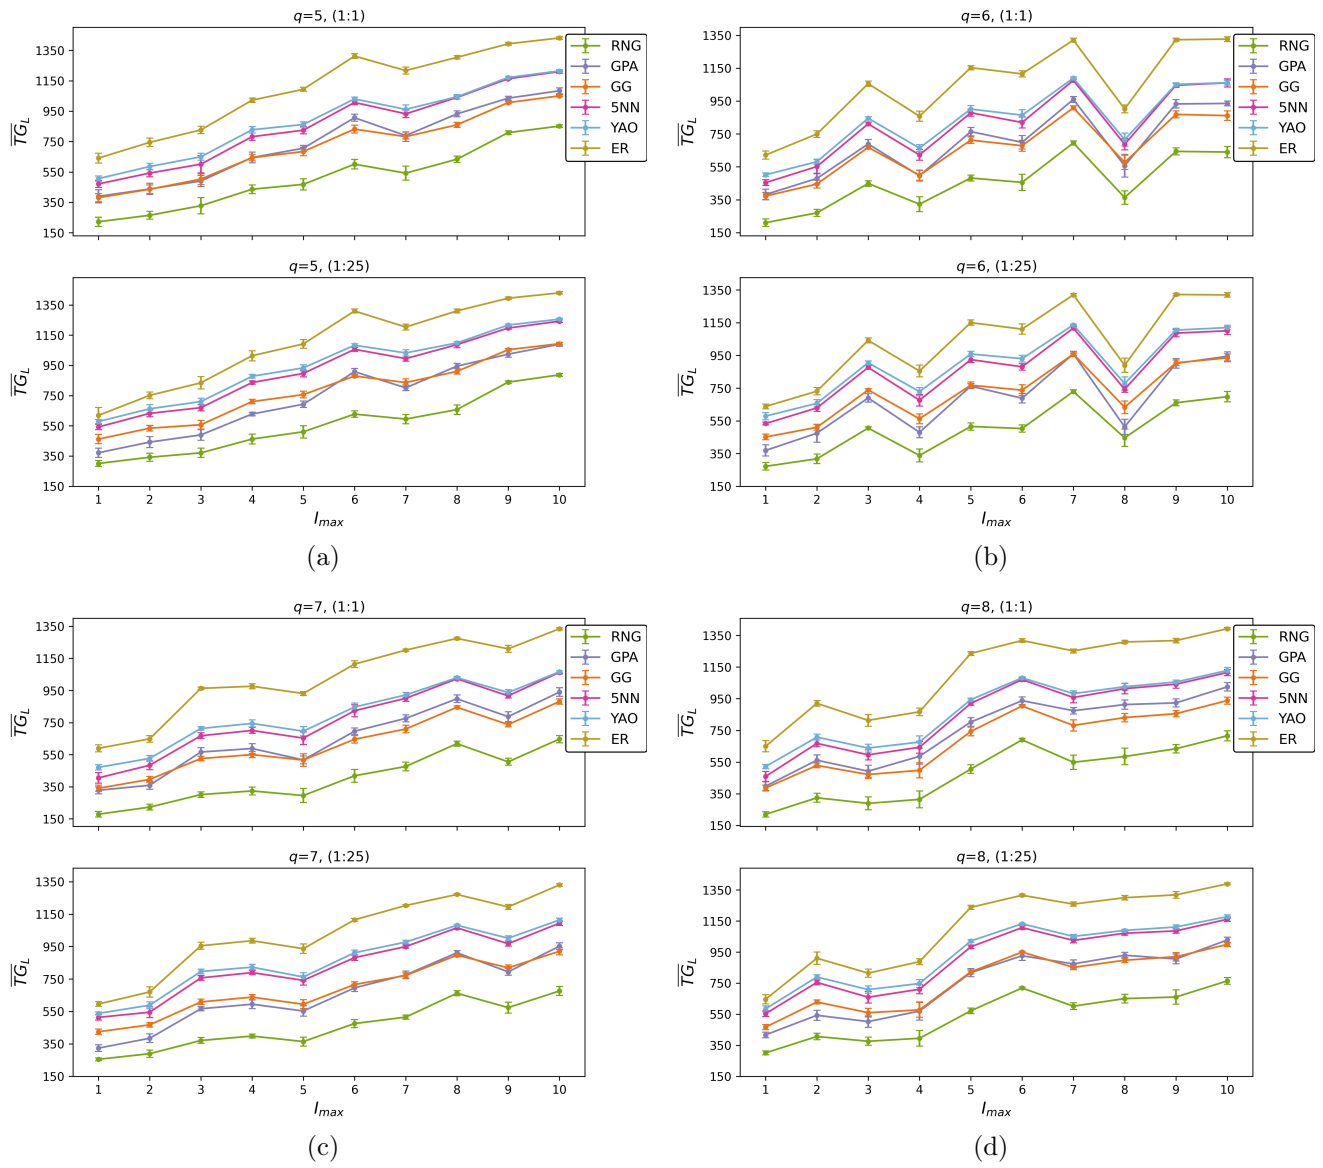 q=5, (1:1)
1350
1150
950
750
550
350
150
TG_L
RNG
GPA
GG
5NN
YAO
ER
q=5, (1:25)
1350
1150
950
750
550
350
150
TG_L
1 2 3 4 5 6 7 8 9 10
I_max
(a)
q=6, (1:1)
1350
1150
950
750
550
350
150
TG_L
RNG
GPA
GG
5NN
YAO
ER
q=6, (1:25)
1350
1150
950
750
550
350
150
TG_L
1 2 3 4 5 6 7 8 9 10
I_max
(b)
q=7, (1:1)
1350
1150
950
750
550
350
150
TG_L
RNG
GPA
GG
5NN
YAO
ER
q=7, (1:25)
1350
1150
950
750
550
350
150
TG_L
1 2 3 4 5 6 7 8 9 10
I_max
(c)
q=8, (1:1)
1350
1150
950
750
550
350
150
TG_L
RNG
GPA
GG
5NN
YAO
ER
q=8, (1:25)
1350
1150
950
750
550
350
150
TG_L
1 2 3 4 5 6 7 8 9 10
I_max
(d)